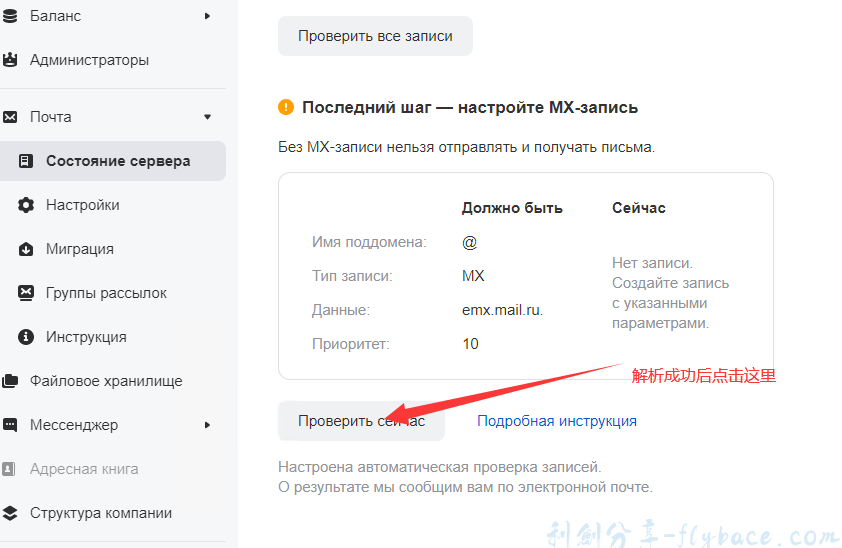 Баланс
Администраторы
Почта
Состояние сервера
Настройки
Миграция
Группы рассылок
Инструкция
Файловое хранилище
Мессенджер
Адресная книга
Структура компании
Проверить все записи
Последний шаг — настройте MX-запись
Без MX-записи нельзя отправлять и получать письма.
Должно быть Сейчас
Имя поддомена: @
Тип записи: MX
Данные: emx.mail.ru.
Приоритет: 10
Нет записи.
Создайте запись
с указанными
параметрами.
解析成功后点击这里
Проверить сейчас Подробная инструкция
Настроена автоматическая проверка записей.
О результате мы сообщим вам по электронной почте.
利剑分享-flybace.com